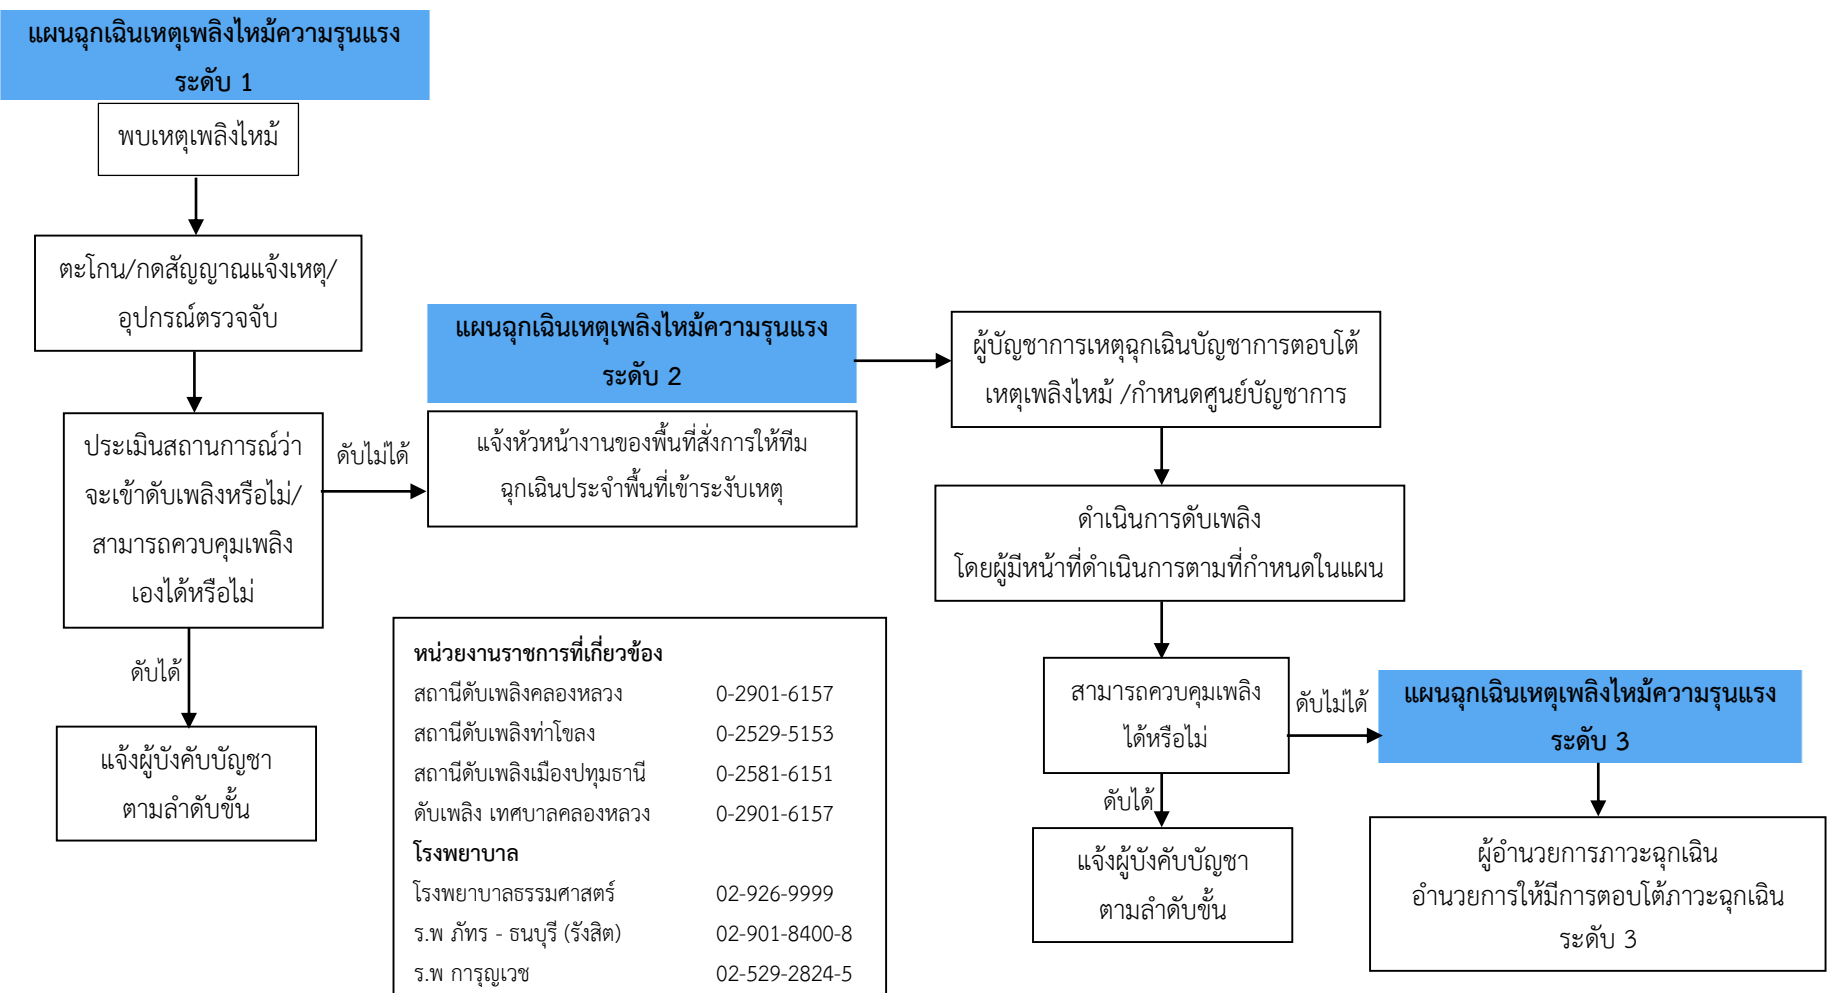 แผนฉุกเฉินเหตุเพลิงไหม้ความรุนแรง
ระดับ 1
พบเหตุเพลิงไหม้
ตะโกน/กดสัญญาณแจ้งเหตุ/
อุปกรณ์ตรวจจับ
ประเมินสถานการณ์ว่า
จะเข้าดับเพลิงหรือไม่/
สามารถควบคุมเพลิง
เองได้หรือไม่
ดับไม่ได้
ดับได้
แจ้งผู้บังคับบัญชา
ตามลำดับขั้น
แผนฉุกเฉินเหตุเพลิงไหม้ความรุนแรง
ระดับ 2
แจ้งหัวหน้างานของพื้นที่สั่งการให้ทีม
ฉุกเฉินประจำพื้นที่เข้าระงับเหตุ
หน่วยงานราชการที่เกี่ยวข้อง
สถานีดับเพลิงคลองหลวง 0-2901-6157
สถานีดับเพลิงท่าโขลง 0-2529-5153
สถานีดับเพลิงเมืองปทุมธานี 0-2581-6151
ดับเพลิง เทศบาลคลองหลวง 0-2901-6157
โรงพยาบาล
โรงพยาบาลธรรมศาสตร์ 02-926-9999
ร.พ ภัทร - ธนบุรี (รังสิต) 02-901-8400-8
ร.พ การุญเวช 02-529-2824-5
ผู้บัญชาการเหตุฉุกเฉินบัญชาการตอบโต้
เหตุเพลิงไหม้ /กำหนดศูนย์บัญชาการ
ดำเนินการดับเพลิง
โดยผู้มีหน้าที่ดำเนินการตามที่กำหนดในแผน
สามารถควบคุมเพลิง
ได้หรือไม่
ดับไม่ได้
ดับได้
แจ้งผู้บังคับบัญชา
ตามลำดับขั้น
แผนฉุกเฉินเหตุเพลิงไหม้ความรุนแรง
ระดับ 3
ผู้อำนวยการภาวะฉุกเฉิน
อำนวยการให้มีการตอบโต้ภาวะฉุกเฉิน
ระดับ 3